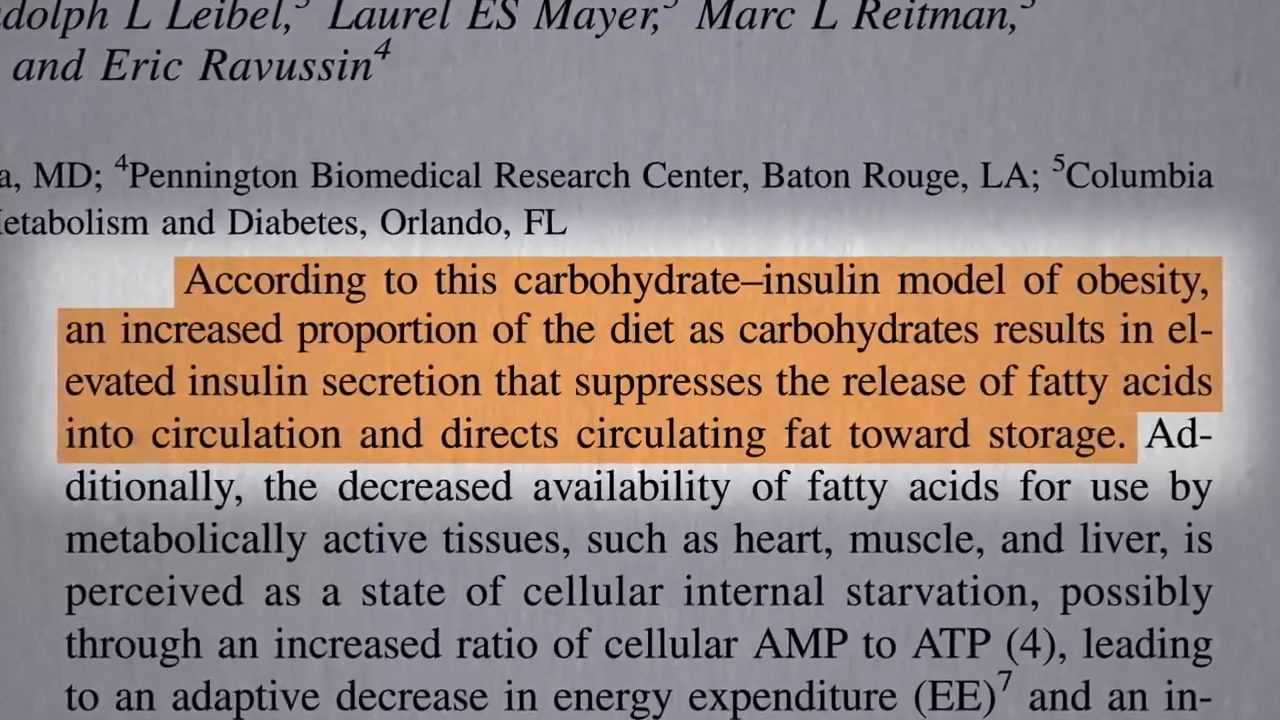 L Leibel,⁵ Laurel ES Mayer,⁵ Marc L Reitman,⁵
and Eric Ravussin⁴
MD; ⁴Pennington Biomedical Research Center, Baton Rouge, LA; ⁵Columbia
and Diabetes, Orlando, FL
According to this carbohydrate–insulin model of obesity,
an increased proportion of the diet as carbohydrates results in el-
evated insulin secretion that suppresses the release of fatty acids
into circulation and directs circulating fat toward storage. Ad-
ditionally, the decreased availability of fatty acids for use by
metabolically active tissues, such as heart, muscle, and liver, is
perceived as a state of cellular internal starvation, possibly
through an increased ratio of cellular AMP to ATP (4), leading
to an adaptive decrease in energy expenditure (EE)⁷ and an in-